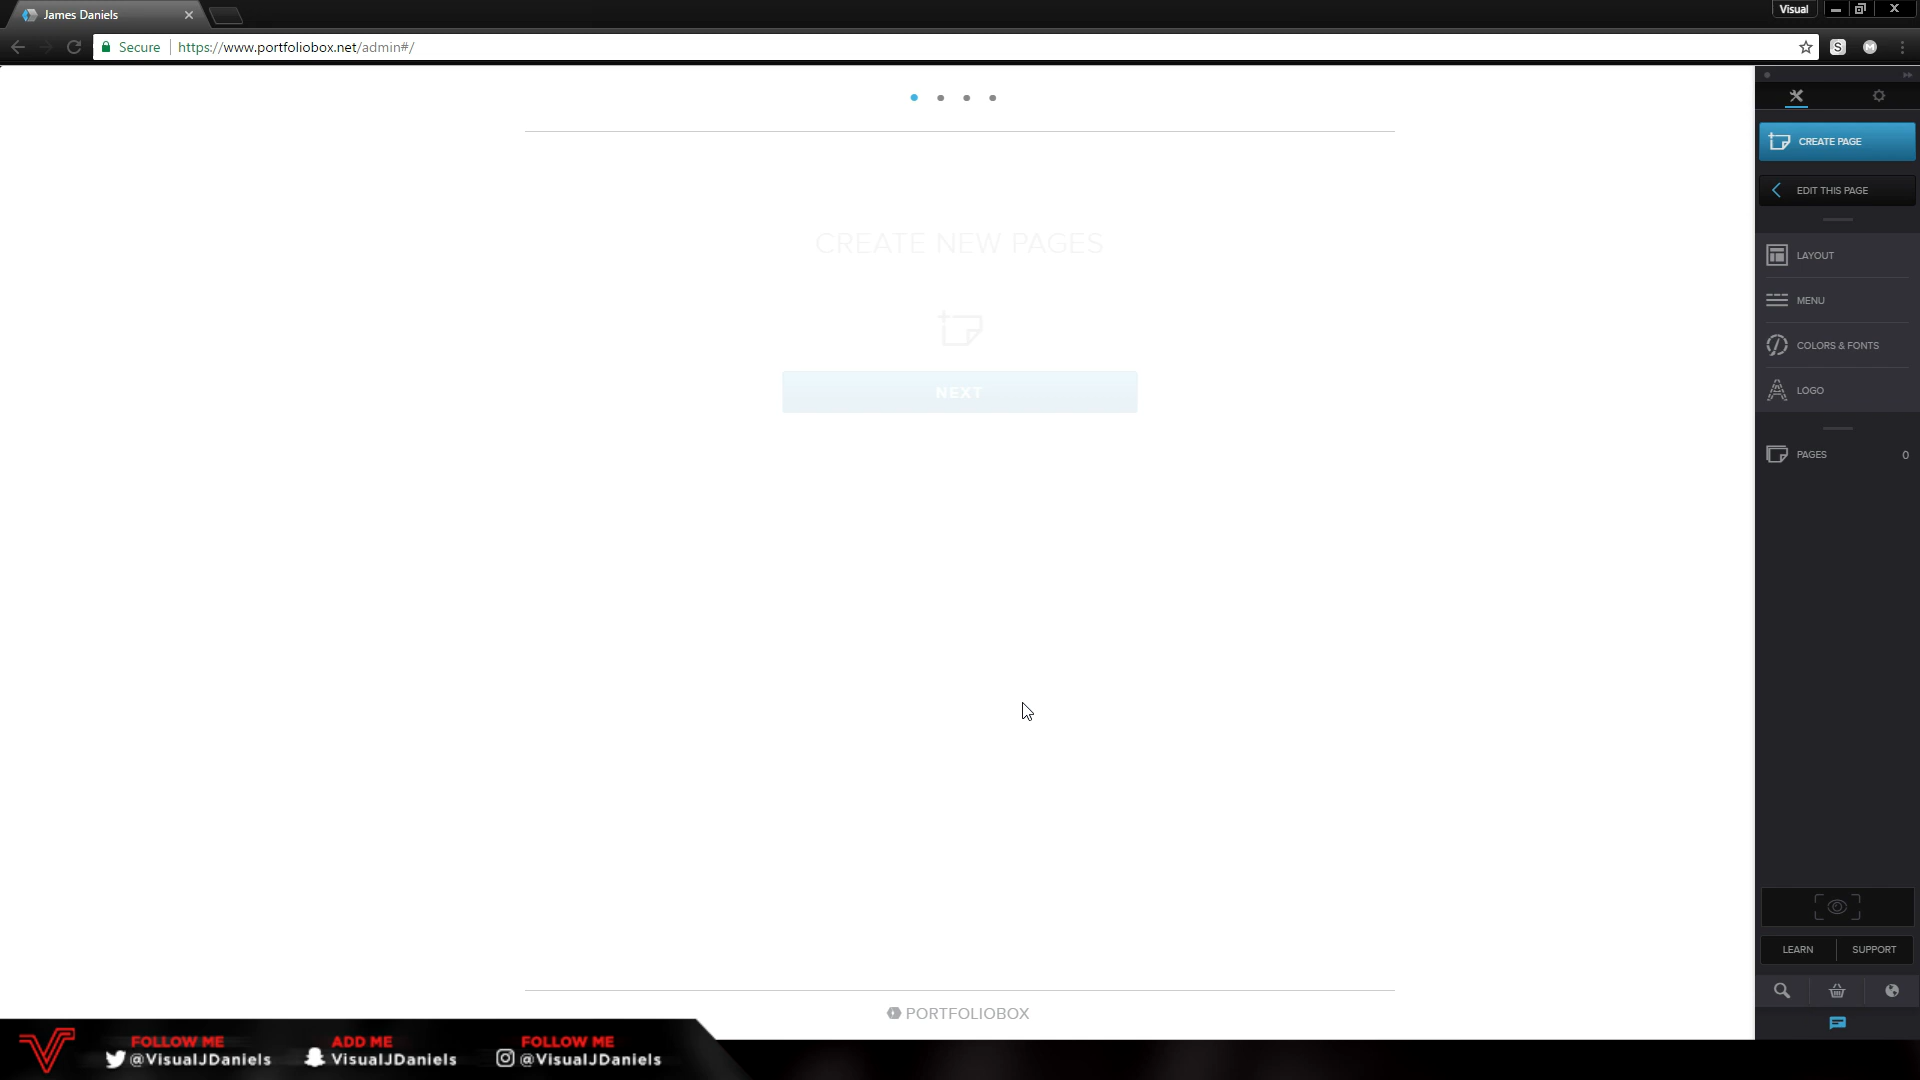 James Daniels
Visual
Secure
https://www.portfoliobox.net/admin#/
CREATE NEW PAGES
NEXT
PORTFOLIOBOX
CREATE PAGE
EDIT THIS PAGE
LAYOUT
MENU
COLORS & FONTS
LOGO
PAGES 0
LEARN SUPPORT
FOLLOW ME
@VisualJDaniels
ADD ME
VisualJDaniels
FOLLOW ME
@VisualJDaniels